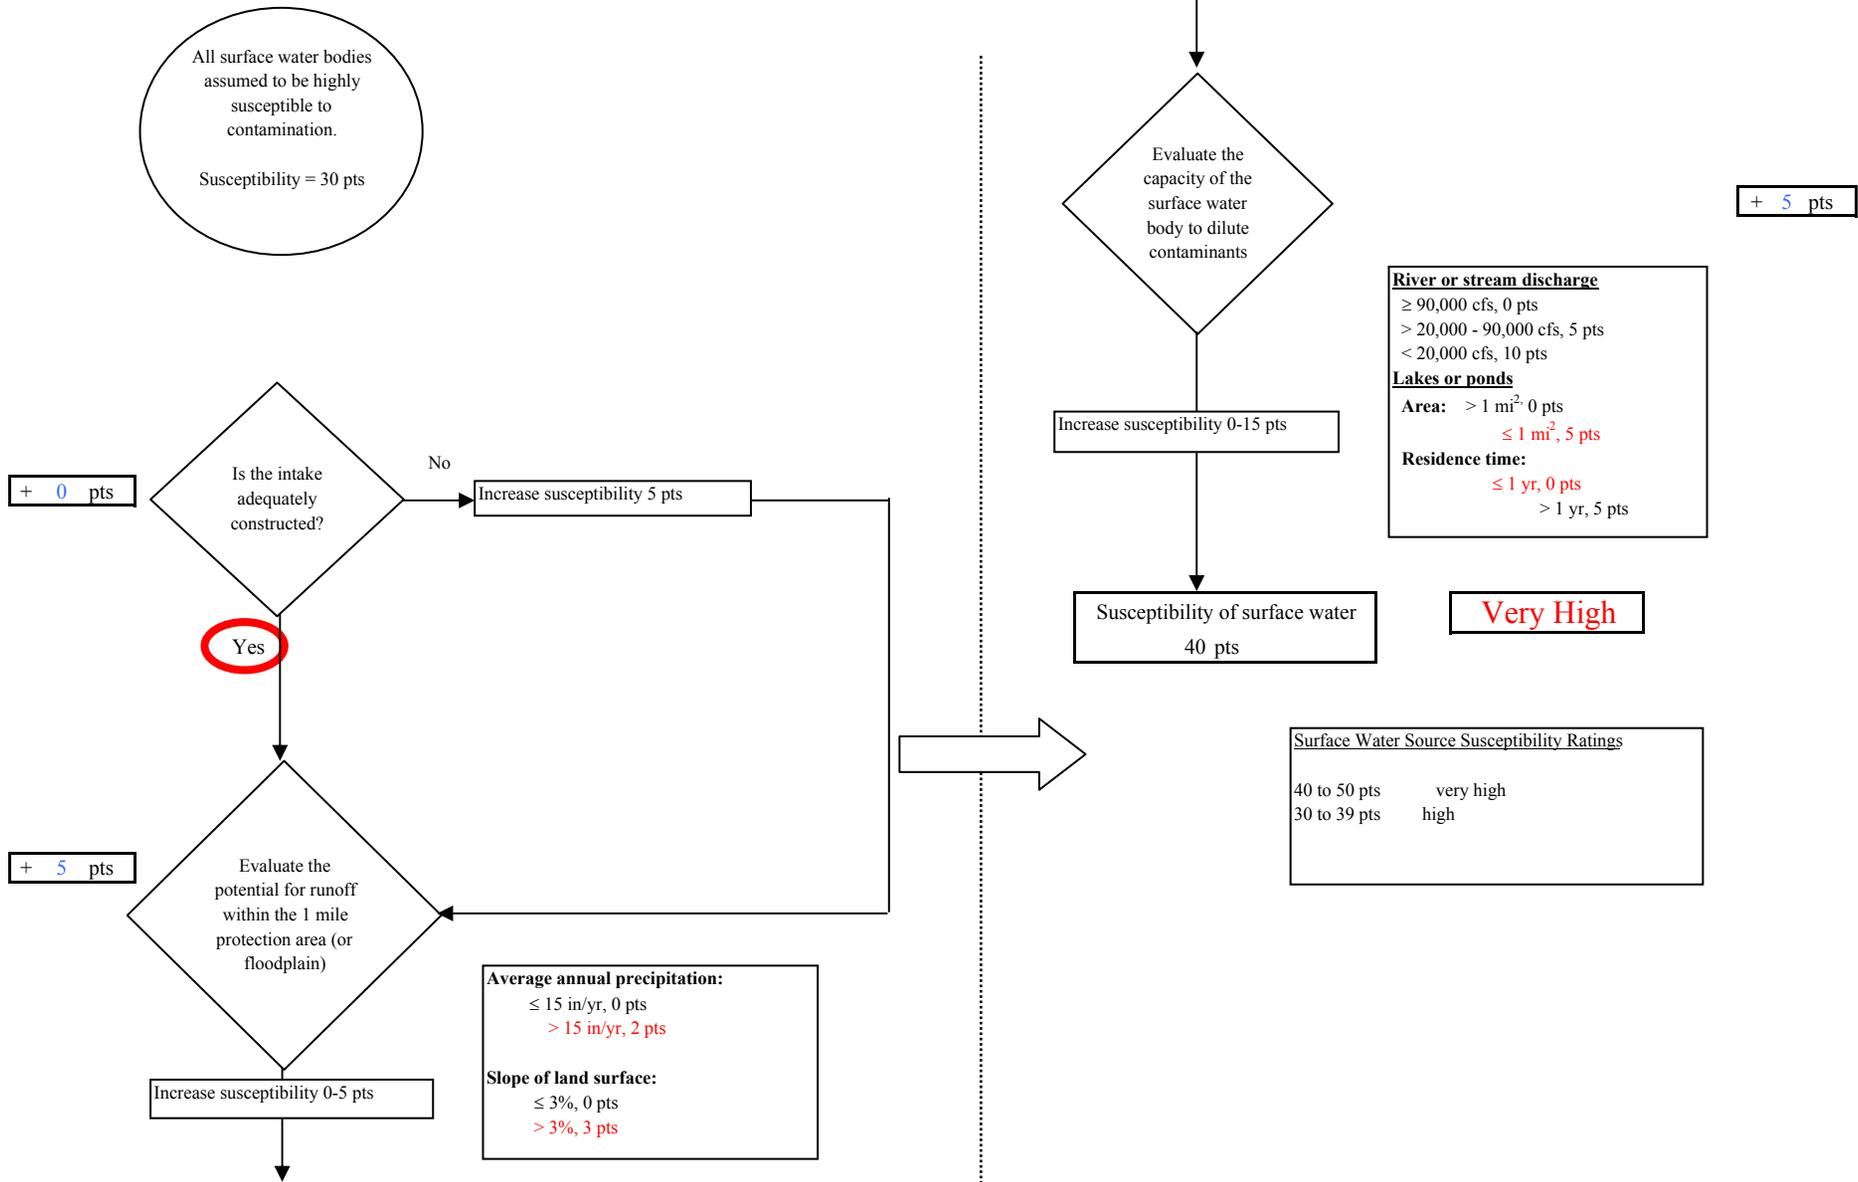 All surface water bodies
assumed to be highly
susceptible to
contamination.
Susceptibility = 30 pts
+ 0 pts
Is the intake
adequately
constructed?
No
Increase susceptibility 5 pts
Yes
+ 5 pts
Evaluate the
potential for runoff
within the 1 mile
protection area (or
floodplain)
Average annual precipitation:
≤ 15 in/yr, 0 pts
> 15 in/yr, 2 pts
Slope of land surface:
≤ 3%, 0 pts
> 3%, 3 pts
Increase susceptibility 0-5 pts
Evaluate the
capacity of the
surface water
body to dilute
contaminants
+ 5 pts
River or stream discharge
≥ 90,000 cfs, 0 pts
> 20,000 - 90,000 cfs, 5 pts
< 20,000 cfs, 10 pts
Lakes or ponds
Area: > 1 mi2, 0 pts
≤ 1 mi2, 5 pts
Residence time:
≤ 1 yr, 0 pts
> 1 yr, 5 pts
Increase susceptibility 0-15 pts
Susceptibility of surface water
40 pts
Very High
Surface Water Source Susceptibility Ratings
40 to 50 pts very high
30 to 39 pts high